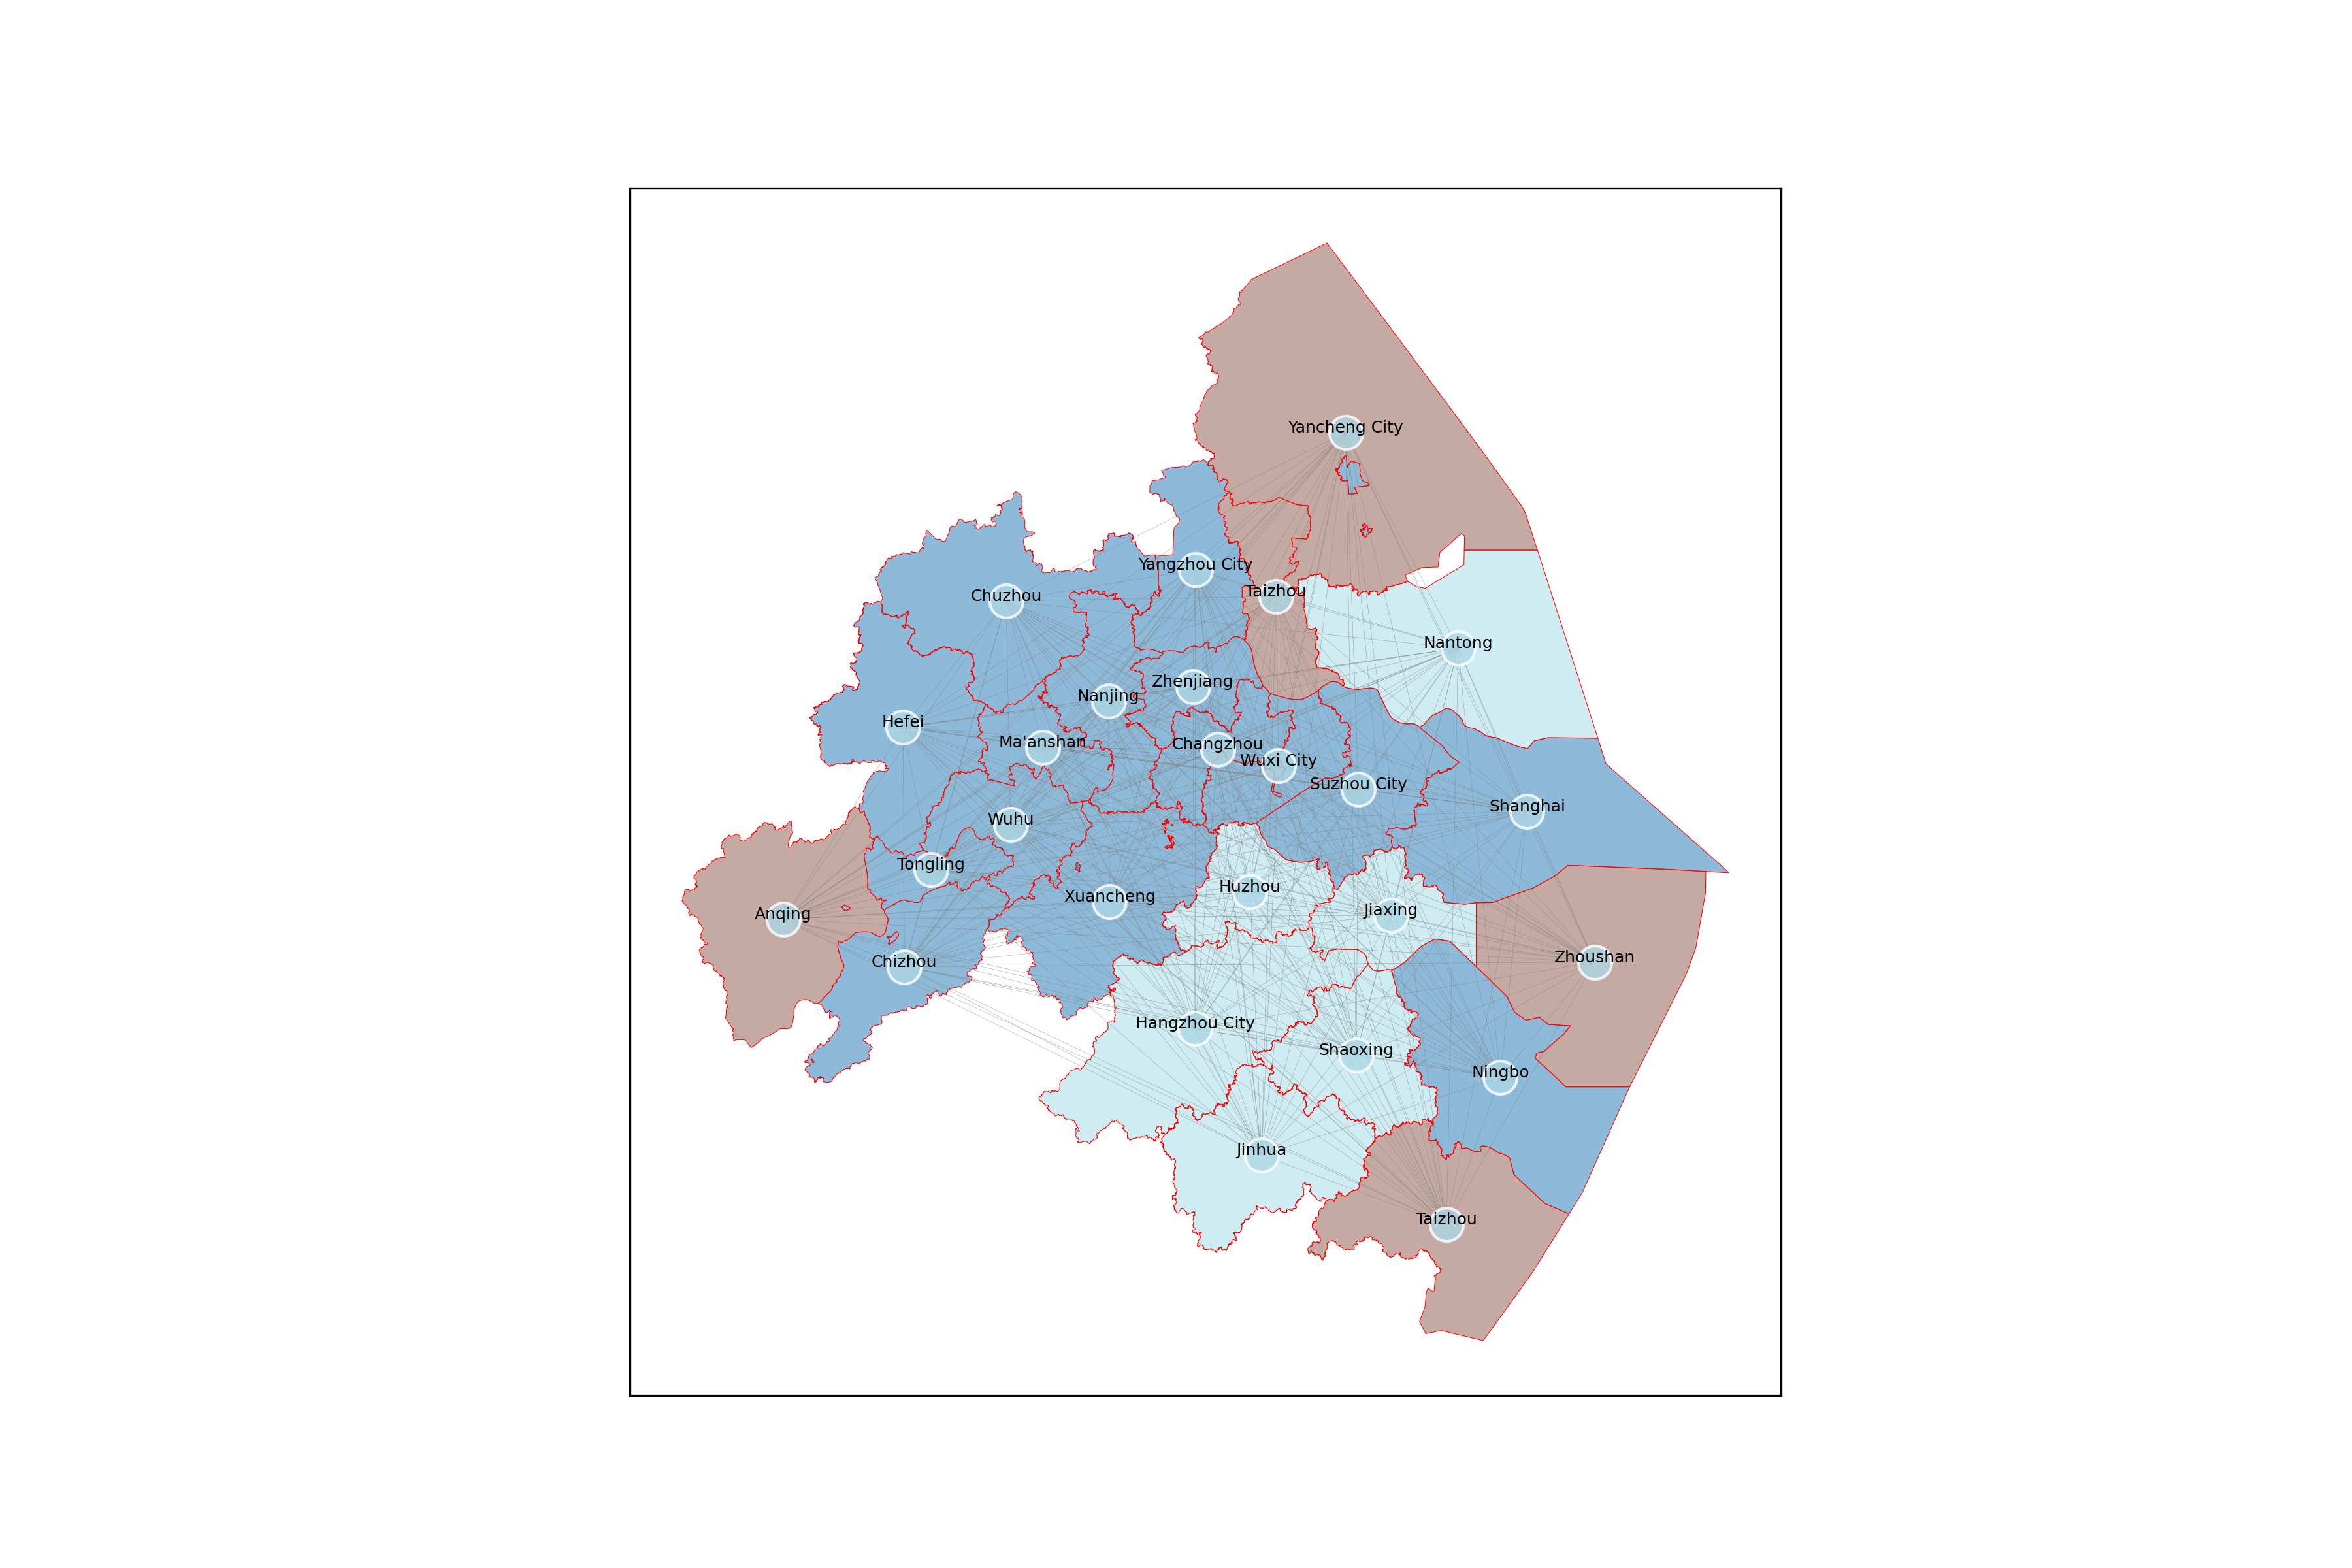 Yancheng City
Yangzhou City
Taizhou
Chuzhou
Nantong
Zhenjiang
Nanjing
Hefei
Ma'anshan
Changzhou
Wuxi City
Suzhou City
Shanghai
Wuhu
Tongling
Huzhou
Xuancheng
Jiaxing
Anqing
Chizhou
Zhoushan
Hangzhou City
Shaoxing
Ningbo
Jinhua
Taizhou